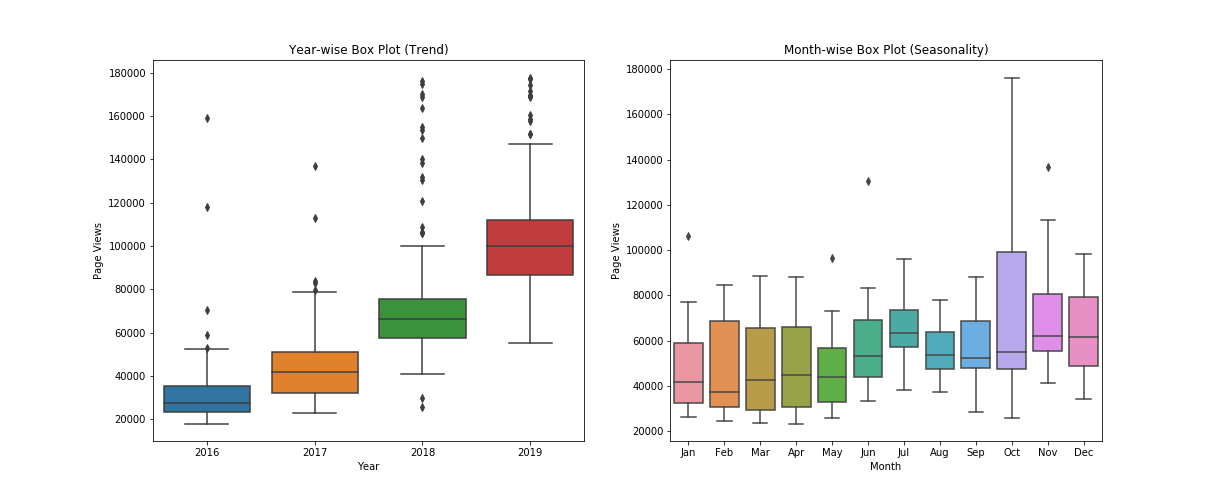 Year-wise Box Plot (Trend)
Page Views
180000
160000
140000
120000
100000
80000
60000
40000
20000
2016 2017 2018 2019
Year
Month-wise Box Plot (Seasonality)
Page Views
180000
160000
140000
120000
100000
80000
60000
40000
20000
Jan Feb Mar Apr May Jun Jul Aug Sep Oct Nov Dec
Month